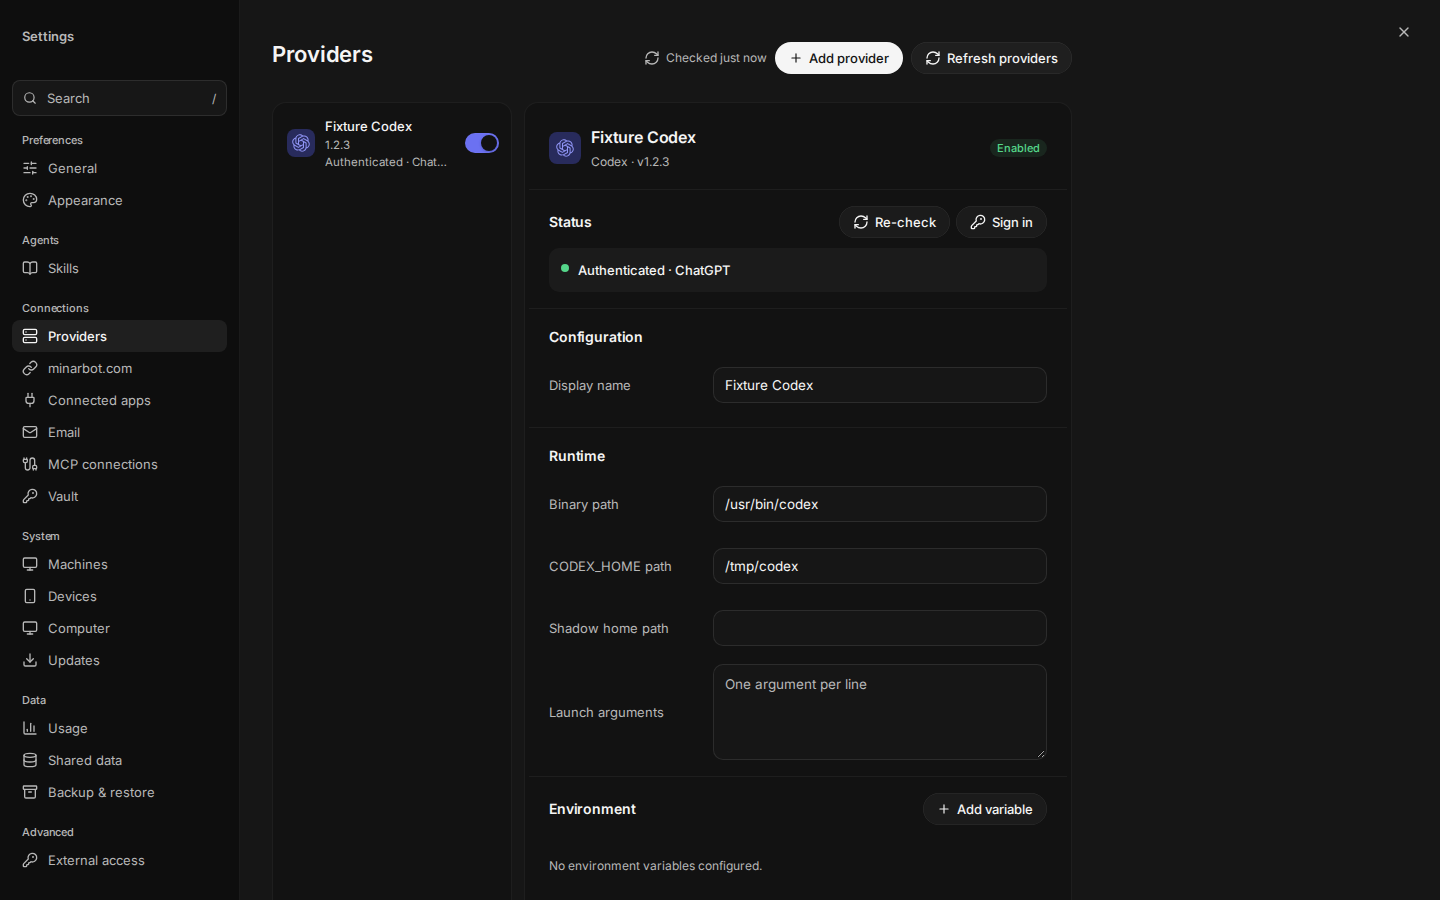 Settings
Search /
Preferences
General
Appearance
Agents
Skills
Connections
Providers
minarbot.com
Connected apps
Email
MCP connections
Vault
System
Machines
Devices
Computer
Updates
Data
Usage
Shared data
Backup & restore
Advanced
External access
Providers
Checked just now
Add provider
Refresh providers
Fixture Codex
1.2.3
Authenticated · Chat...
Fixture Codex
Codex · v1.2.3
Enabled
Status
Re-check
Sign in
Authenticated · ChatGPT
Configuration
Display name
Fixture Codex
Runtime
Binary path
/usr/bin/codex
CODEX_HOME path
/tmp/codex
Shadow home path
Launch arguments
One argument per line
Environment
Add variable
No environment variables configured.